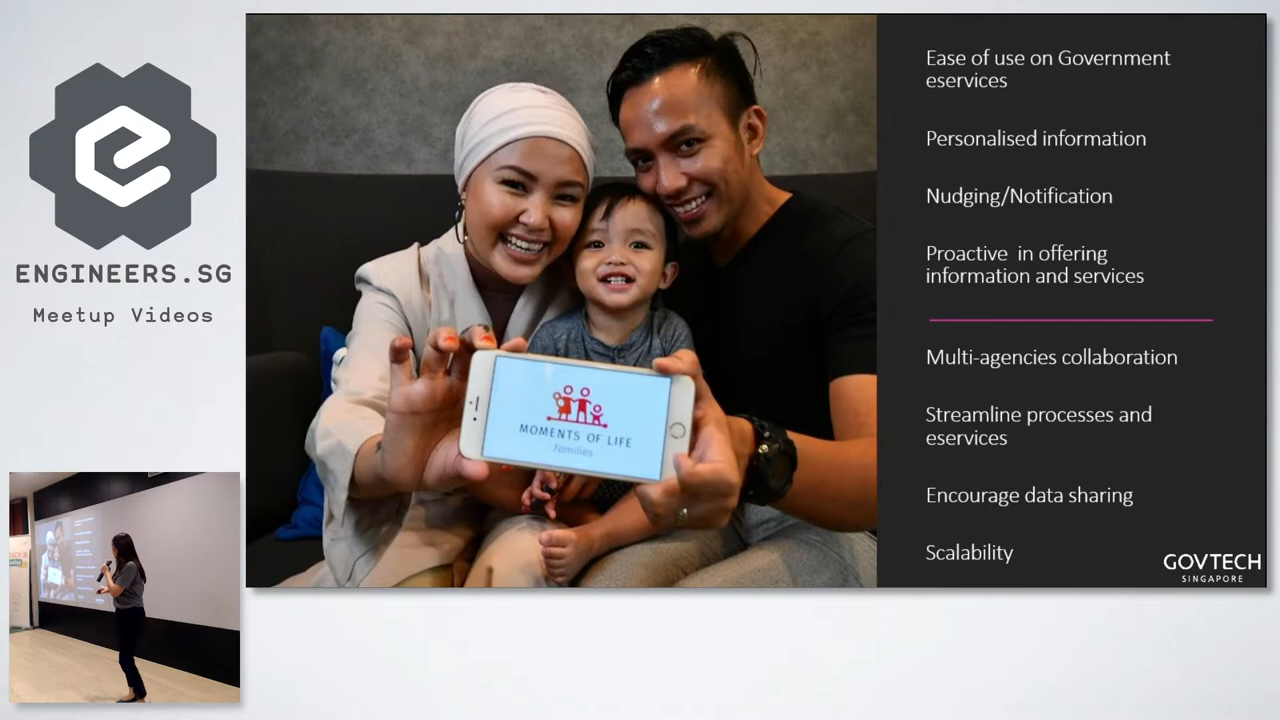 ENGINEERS.SG
Meetup Videos
MOMENTS OF LIFE
Families
Ease of use on Government
eservices
Personalised information
Nudging/Notification
Proactive  in offering
information and services
Multi-agencies collaboration
Streamline processes and
eservices
Encourage data sharing
Scalability
GOVTECH
SINGAPORE